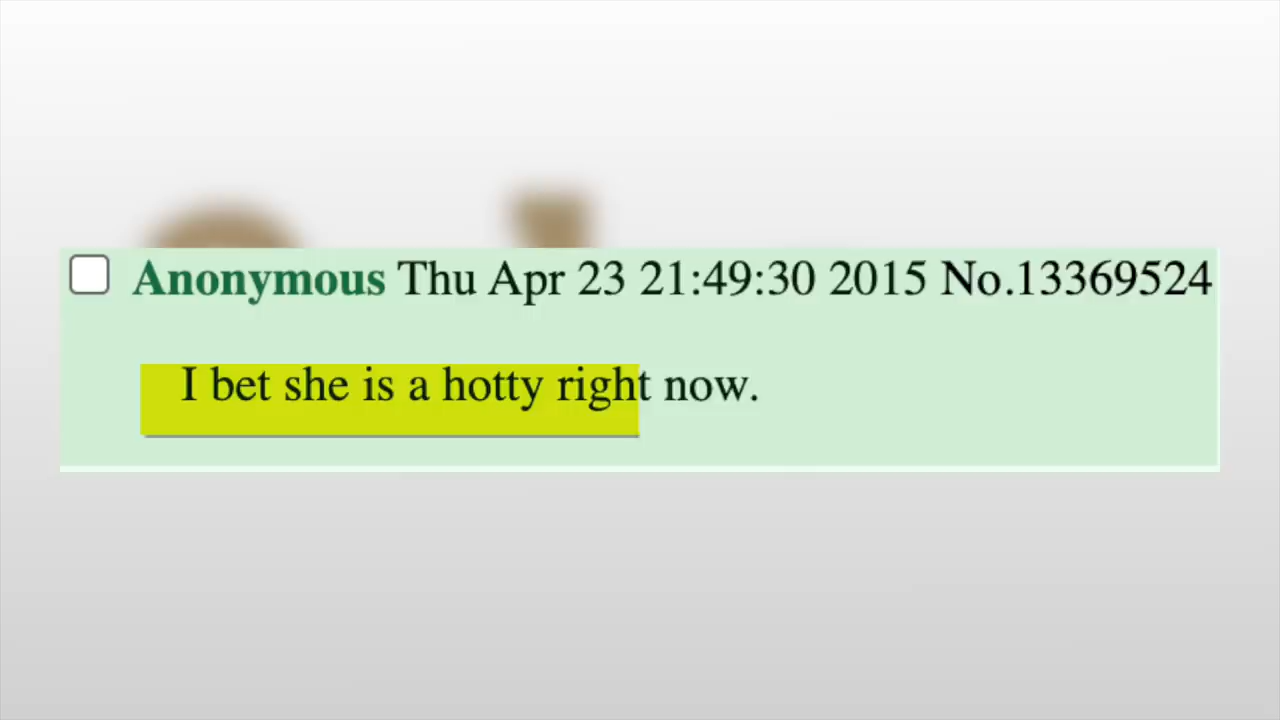 Anonymous Thu Apr 23 21:49:30 2015 No.13369524
I bet she is a hotty right now.